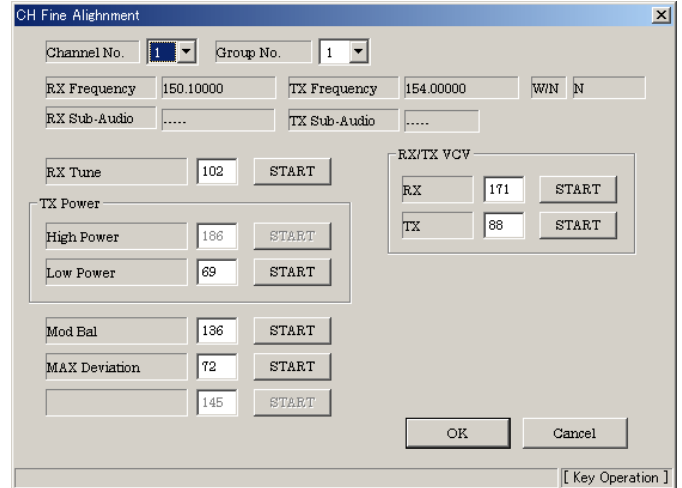 CH Fine Alighnment
Channel No. 1 Group No. 1
RX Frequency 150.10000 TX Frequency 154.00000 W/N N
RX Sub-Audio ..... TX Sub-Audio .....
RX Tune 102 START
TX Power
High Power 186 START
Low Power 69 START
Mod Bal 136 START
MAX Deviation 72 START
145 START
RX/TX VCV
RX 171 START
TX 88 START
OK Cancel
[ Key Operation ]